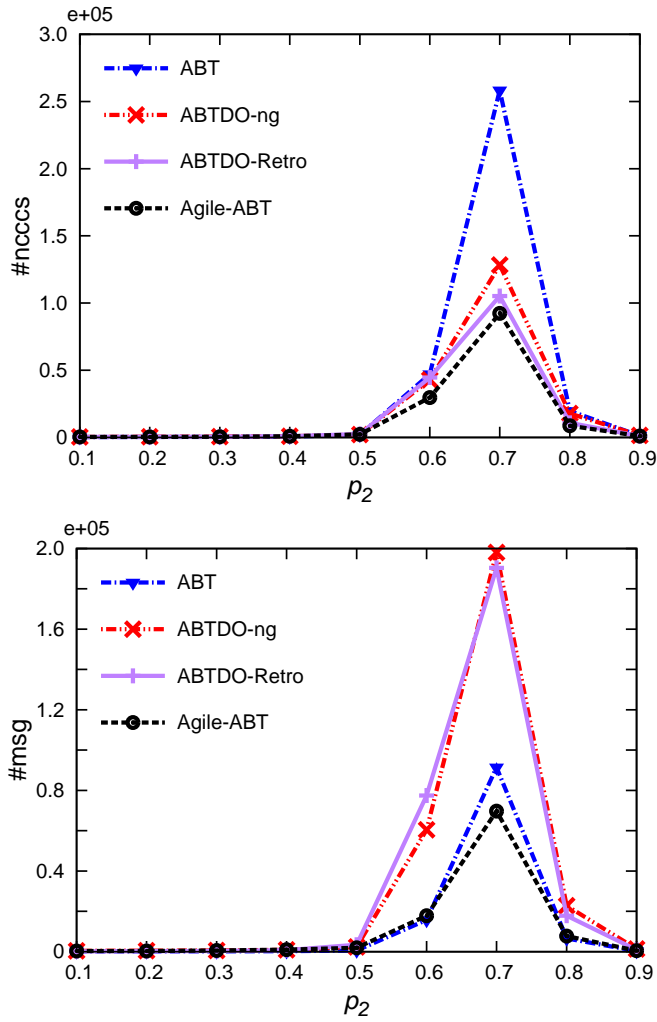 e+05
3.0
2.5
2.0
1.5
1.0
0.5
0
#ncccs
ABT
ABTDO-ng
ABTDO-Retro
Agile-ABT
0.1 0.2 0.3 0.4 0.5 0.6 0.7 0.8 0.9
p2
e+05
2.0
1.6
1.2
0.8
0.4
0
#msg
ABT
ABTDO-ng
ABTDO-Retro
Agile-ABT
0.1 0.2 0.3 0.4 0.5 0.6 0.7 0.8 0.9
p2